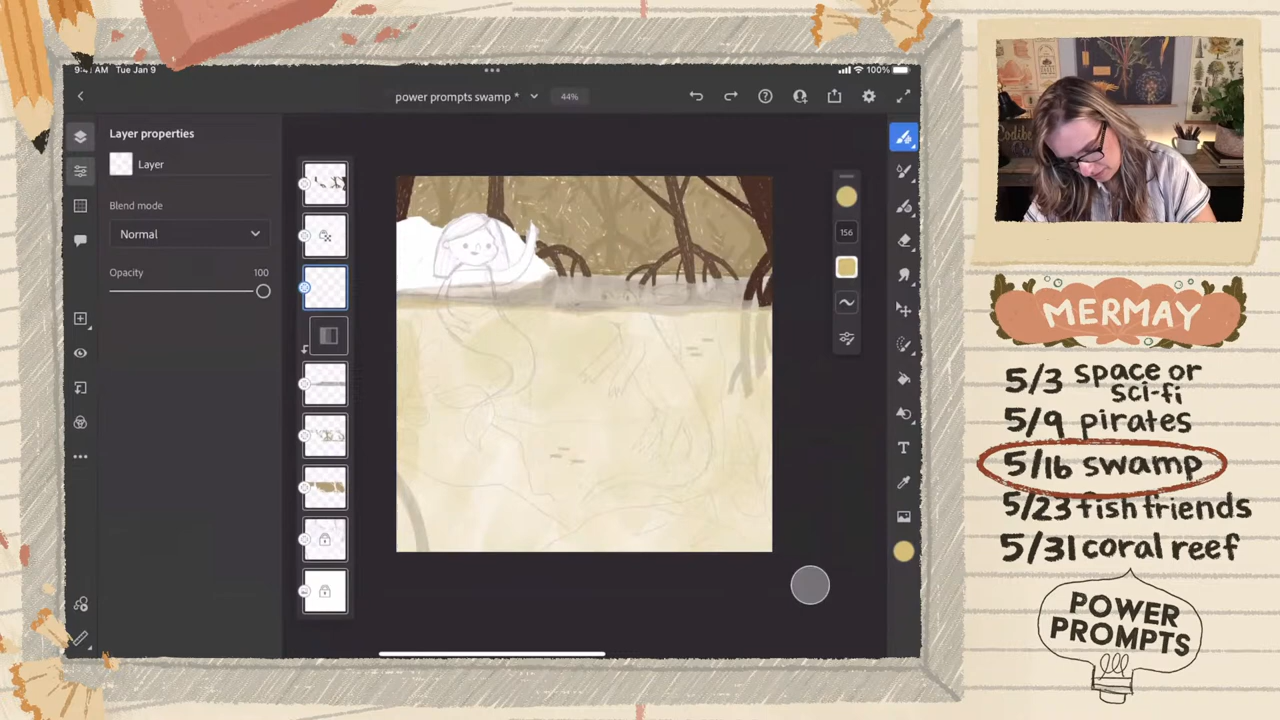 9:41 AM Tue Jan 9
100%
power prompts swamp *
44%
Layer properties
Layer
Blend mode
Normal
Opacity
100
156
T
MERMAY
5/3 space or
sci-fi
5/9 pirates
5/16 swamp
5/23 fish friends
5/31 coral reef
POWER
PROMPTS